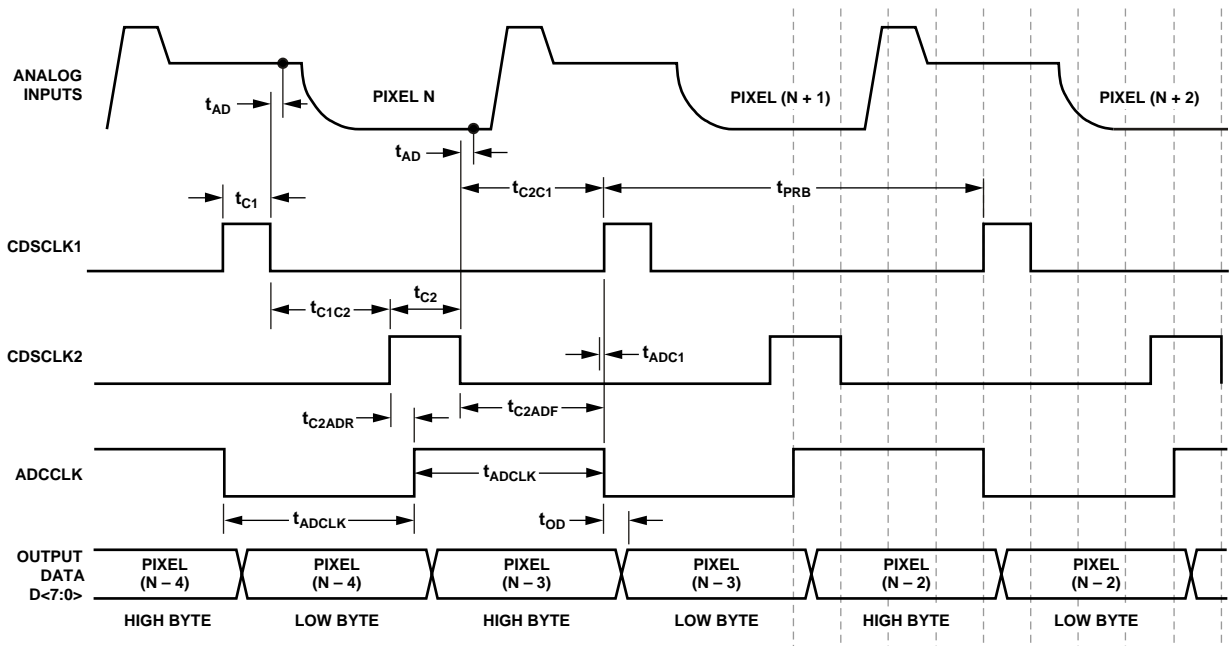 ANALOG
INPUTS
PIXEL N
PIXEL (N + 1)
PIXEL (N + 2)
tAD
tAD
tC1
tC2C1
tPRB
CDSCLK1
tC1C2
tC2
CDSCLK2
tADC1
tC2ADR
tC2ADF
ADCCLK
tADCLK
tADCLK
tOD
OUTPUT
DATA
D<7:0>
PIXEL
(N – 4)
PIXEL
(N – 4)
PIXEL
(N – 3)
PIXEL
(N – 3)
PIXEL
(N – 2)
PIXEL
(N – 2)
HIGH BYTE
LOW BYTE
HIGH BYTE
LOW BYTE
HIGH BYTE
LOW BYTE